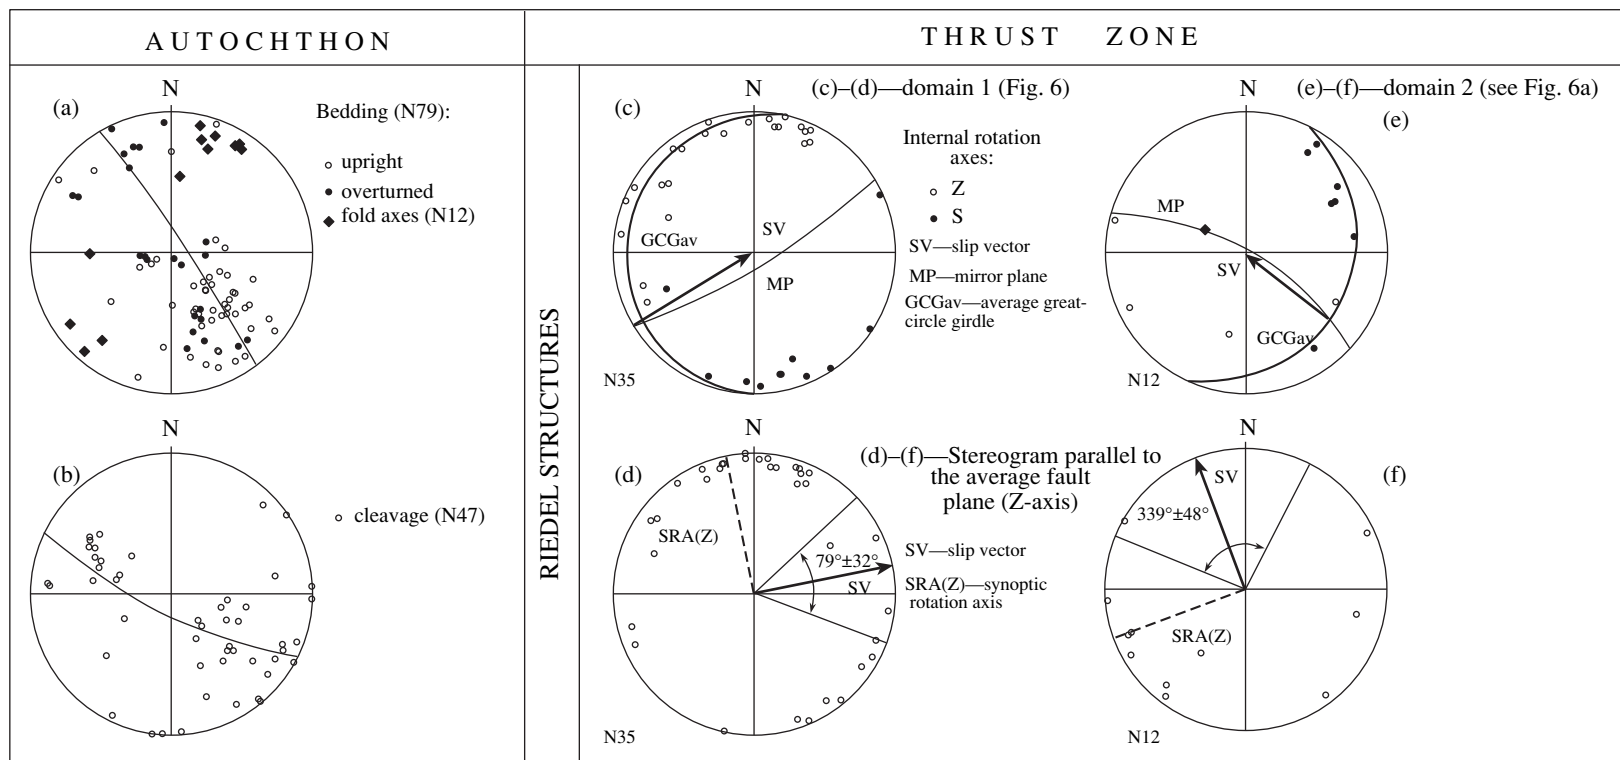 AUTOCHTHON
THRUST ZONE
RIEDEL STRUCTURES
(a)
N
Bedding (N79):
upright
overturned
fold axes (N12)
(b)
N
cleavage (N47)
(c)
N
(c)–(d)—domain 1 (Fig. 6)
Internal rotation
axes:
Z
S
SV—slip vector
MP—mirror plane
GCGav—average great-
circle girdle
SV
GCGav
MP
N35
(e)–(f)—domain 2 (see Fig. 6a)
N
(e)
MP
SV
GCGav
N12
(d)
N
(d)–(f)—Stereogram parallel to
the average fault
plane (Z-axis)
SRA(Z)
79°±32°
SV
SV—slip vector
SRA(Z)—synoptic
rotation axis
N35
N
(f)
SV
339°±48°
SRA(Z)
N12